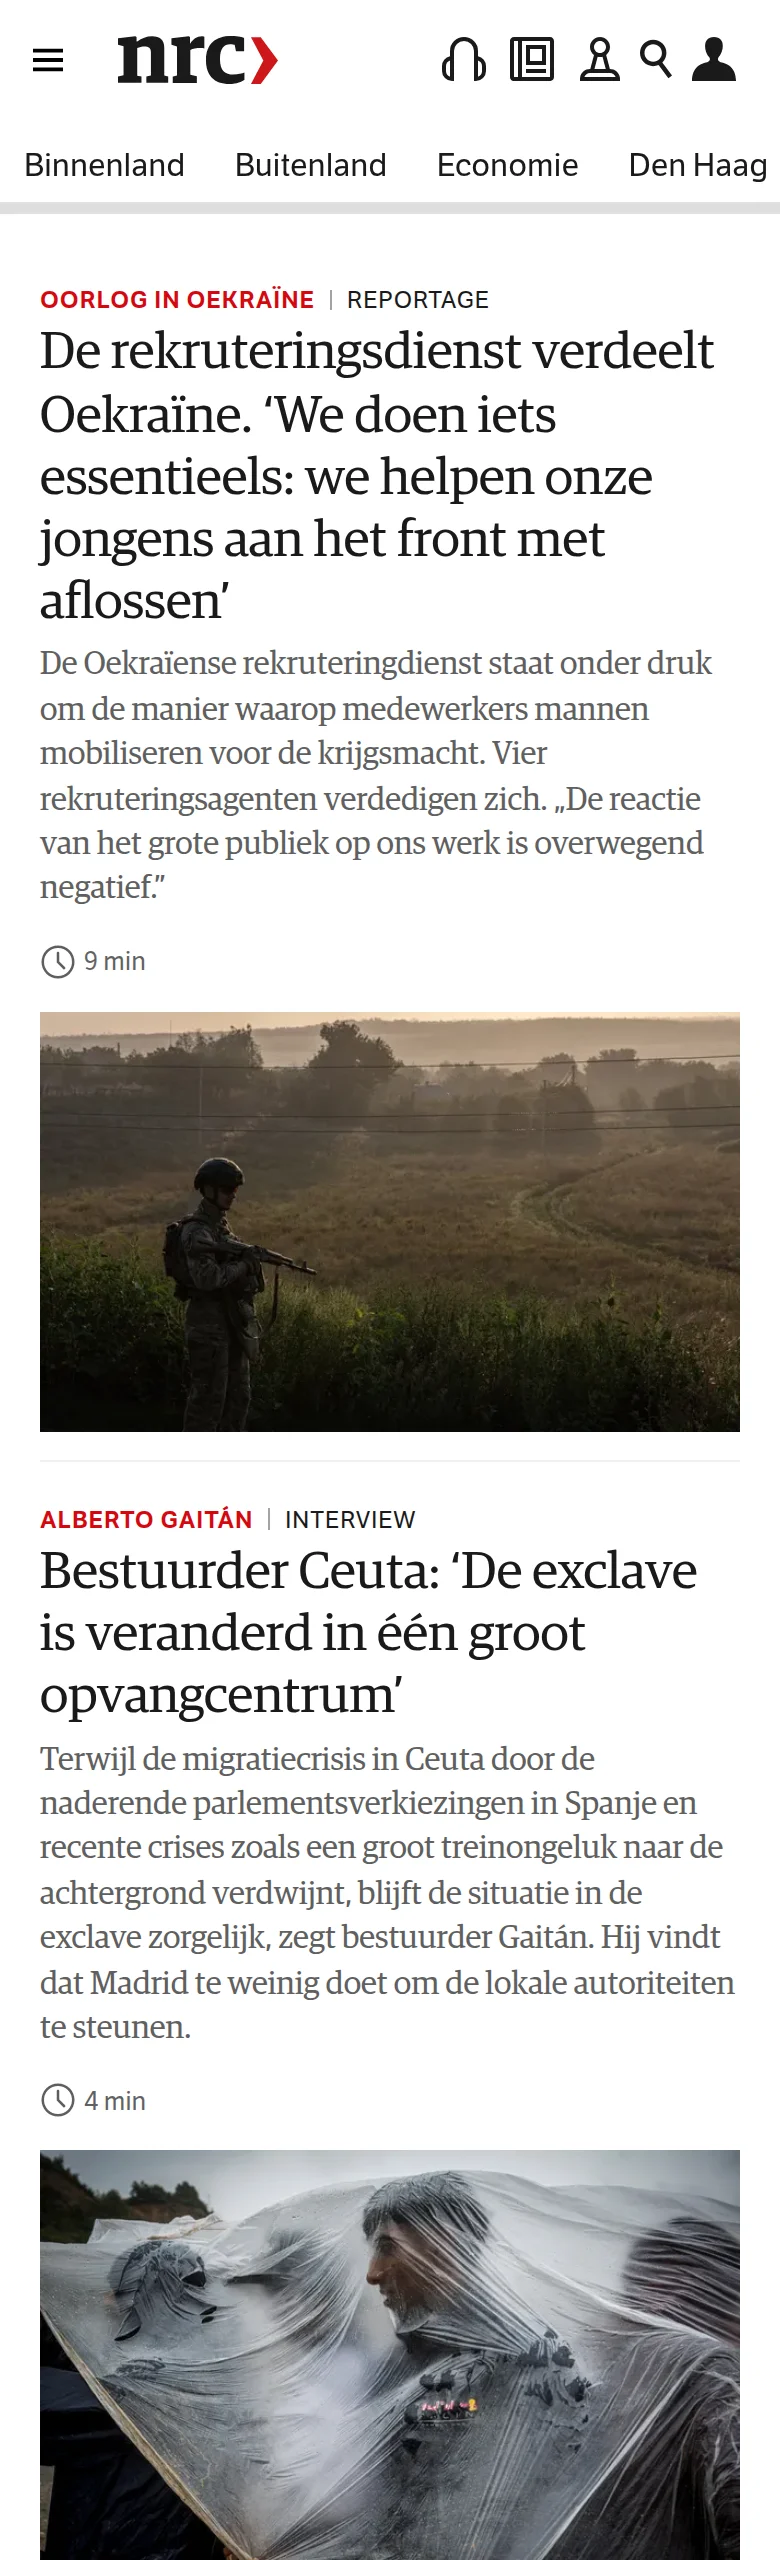 nrc
Binnenland Buitenland Economie Den Haag
OORLOG IN OEKRAÏNE | REPORTAGE
De rekruteringsdienst verdeelt
Oekraïne. ‘We doen iets
essentieels: we helpen onze
jongens aan het front met
aflossen’
De Oekraïense rekruteringdienst staat onder druk
om de manier waarop medewerkers mannen
mobiliseren voor de krijgsmacht. Vier
rekruteringsagenten verdedigen zich. „De reactie
van het grote publiek op ons werk is overwegend
negatief.”
9 min
ALBERTO GAITÁN | INTERVIEW
Bestuurder Ceuta: ‘De exclave
is veranderd in één groot
opvangcentrum’
Terwijl de migratiecrisis in Ceuta door de
naderende parlementsverkiezingen in Spanje en
recente crises zoals een groot treinongeluk naar de
achtergrond verdwijnt, blijft de situatie in de
exclave zorgelijk, zegt bestuurder Gaitán. Hij vindt
dat Madrid te weinig doet om de lokale autoriteiten
te steunen.
4 min